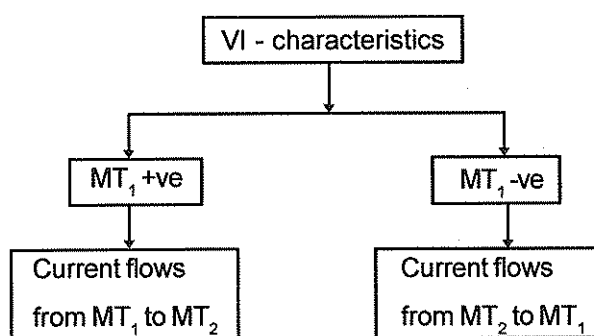 VI - characteristics
MT₁ +ve
MT₁ -ve
Current flows
from MT₁ to MT₂
Current flows
from MT₂ to MT₁